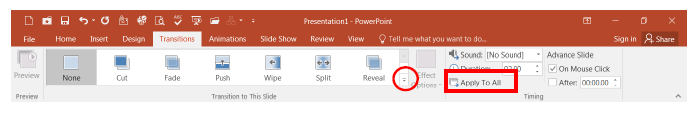 Presentation1 - PowerPoint
File Home Insert Design Transitions Animations Slide Show Review View Tell me what you want to do... Sign in Share
Preview None Cut Fade Push Wipe Split Reveal Effect Options
Sound: [No Sound] Advance Slide
Duration: 02.00 On Mouse Click
Apply To All After: 00:00.00
Preview Transition to This Slide Timing